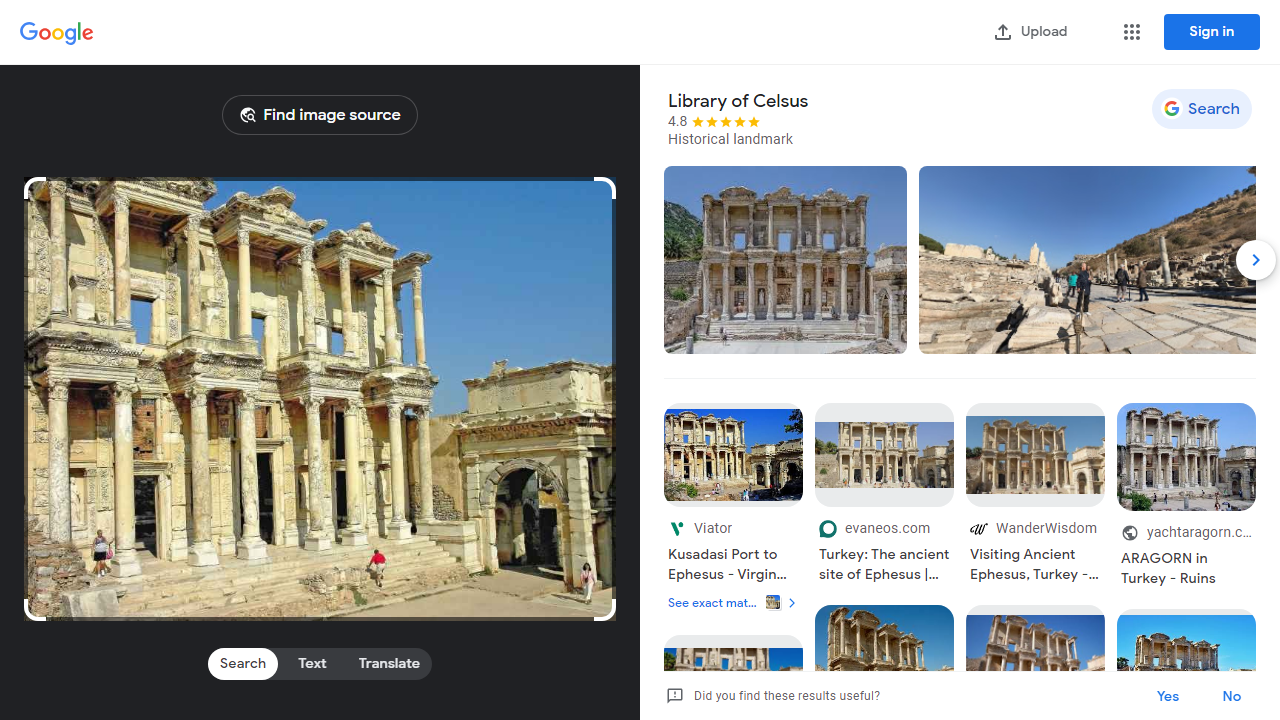 Google
Upload
Sign in
Find image source
Library of Celsus
4.8
Historical landmark
Search
Viator
Kusadasi Port to
Ephesus - Virgin...
See exact mat...
evaneos.com
Turkey: The ancient
site of Ephesus |...
WanderWisdom
Visiting Ancient
Ephesus, Turkey -...
yachtaragorn.c...
ARAGORN in
Turkey - Ruins
Search
Text
Translate
Did you find these results useful?
Yes
No